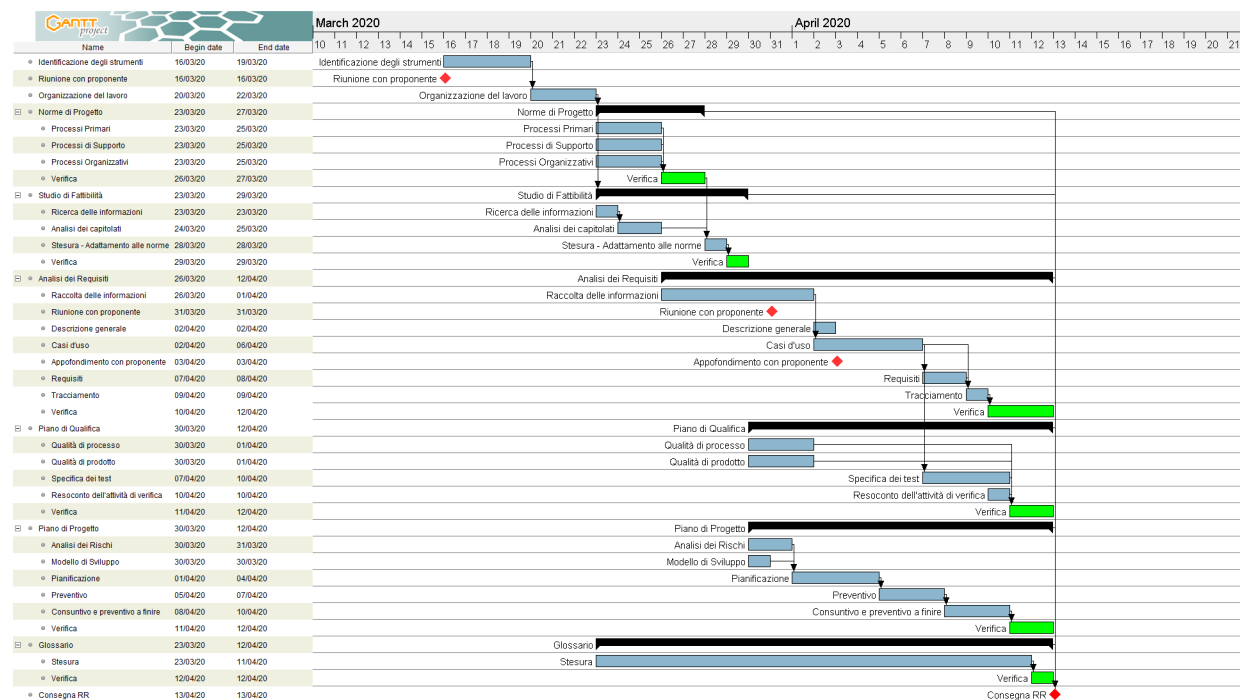 GANTT
project
March 2020 April 2020
Name Begin date End date 10 11 12 13 14 15 16 17 18 19 20 21 22 23 24 25 26 27 28 29 30 31 1 2 3 4 5 6 7 8 9 10 11 12 13 14 15 16 17 18 19 20 21
Identificazione degli strumenti 16/03/20 19/03/20 Identificazione degli strumenti
Riunione con proponente 16/03/20 16/03/20 Riunione con proponente
Organizzazione del lavoro 20/03/20 22/03/20 Organizzazione del lavoro
Norme di Progetto 23/03/20 27/03/20 Norme di Progetto
Processi Primari 23/03/20 25/03/20 Processi Primari
Processi di Supporto 23/03/20 25/03/20 Processi di Supporto
Processi Organizzativi 23/03/20 25/03/20 Processi Organizzativi
Verifica 26/03/20 27/03/20 Verifica
Studio di Fattibilità 23/03/20 29/03/20 Studio di Fattibilità
Ricerca delle informazioni 23/03/20 23/03/20 Ricerca delle informazioni
Analisi dei capitolati 24/03/20 25/03/20 Analisi dei capitolati
Stesura - Adattamento alle norme 28/03/20 28/03/20 Stesura - Adattamento alle norme
Verifica 29/03/20 29/03/20 Verifica
Analisi dei Requisiti 26/03/20 12/04/20 Analisi dei Requisiti
Raccolta delle informazioni 26/03/20 01/04/20 Raccolta delle informazioni
Riunione con proponente 31/03/20 31/03/20 Riunione con proponente
Descrizione generale 02/04/20 02/04/20 Descrizione generale
Casi d'uso 02/04/20 06/04/20 Casi d'uso
Appofondimento con proponente 03/04/20 03/04/20 Appofondimento con proponente
Requisiti 07/04/20 08/04/20 Requisiti
Tracciamento 09/04/20 09/04/20 Tracciamento
Verifica 10/04/20 12/04/20 Verifica
Piano di Qualifica 30/03/20 12/04/20 Piano di Qualifica
Qualità di processo 30/03/20 01/04/20 Qualità di processo
Qualità di prodotto 30/03/20 01/04/20 Qualità di prodotto
Specifica dei test 07/04/20 10/04/20 Specifica dei test
Resoconto dell'attività di verifica 10/04/20 10/04/20 Resoconto dell'attività di verifica
Verifica 11/04/20 12/04/20 Verifica
Piano di Progetto 30/03/20 12/04/20 Piano di Progetto
Analisi dei Rischi 30/03/20 31/03/20 Analisi dei Rischi
Modello di Sviluppo 30/03/20 30/03/20 Modello di Sviluppo
Pianificazione 01/04/20 04/04/20 Pianificazione
Preventivo 05/04/20 07/04/20 Preventivo
Consuntivo e preventivo a finire 08/04/20 10/04/20 Consuntivo e preventivo a finire
Verifica 11/04/20 12/04/20 Verifica
Glossario 23/03/20 12/04/20 Glossario
Stesura 23/03/20 11/04/20 Stesura
Verifica 12/04/20 12/04/20 Verifica
Consegna RR 13/04/20 13/04/20 Consegna RR